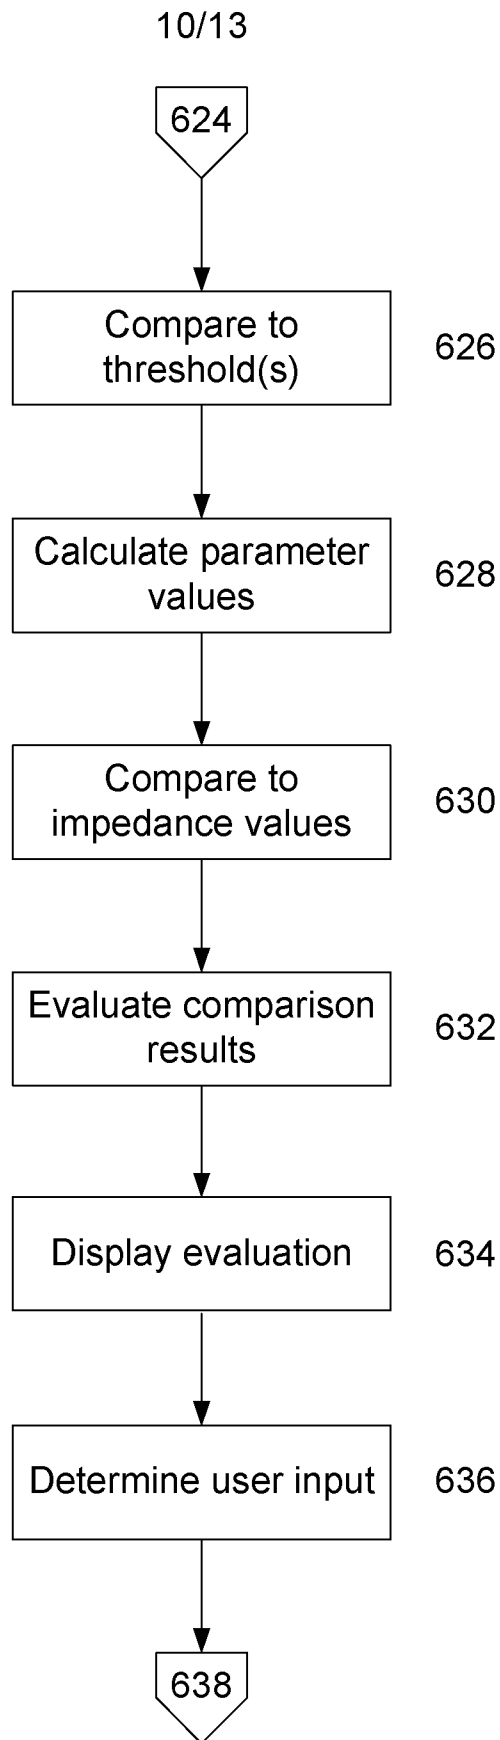 10/13
624
Compare to
threshold(s)
626
Calculate parameter
values
628
Compare to
impedance values
630
Evaluate comparison
results
632
Display evaluation
634
Determine user input
636
638